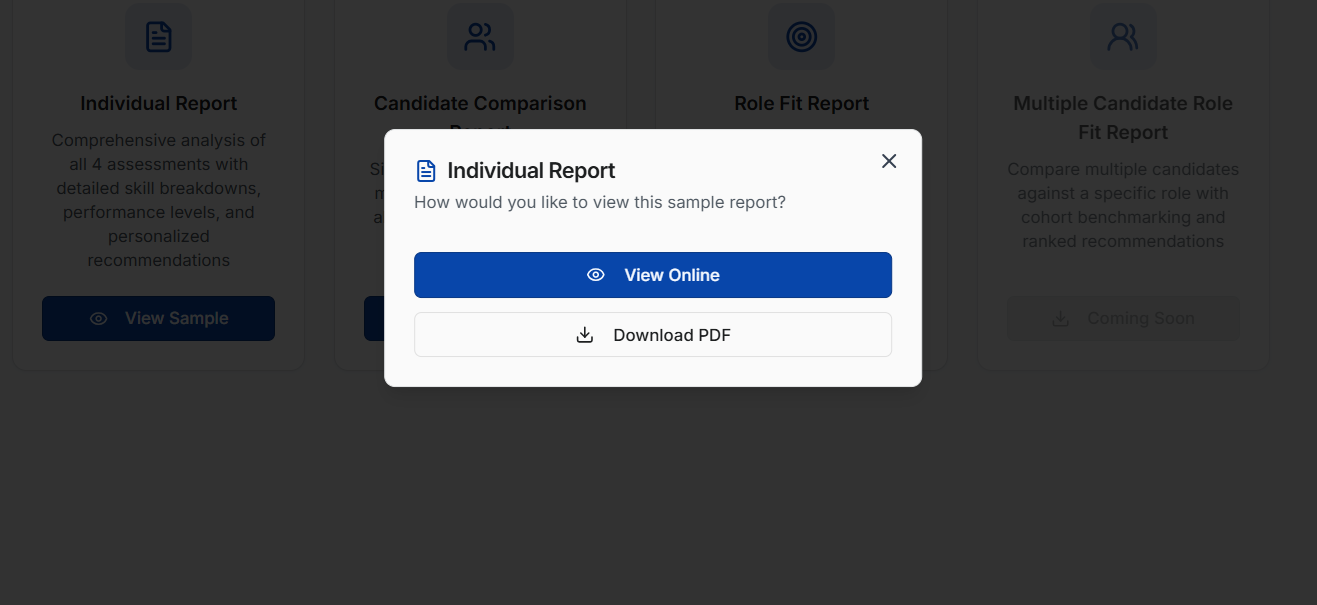 Individual Report
Comprehensive analysis of
all 4 assessments with
detailed skill breakdowns,
performance levels, and
personalized
recommendations
View Sample
Candidate Comparison
Report
Role Fit Report
Multiple Candidate Role
Fit Report
Compare multiple candidates
against a specific role with
cohort benchmarking and
ranked recommendations
Coming Soon
Individual Report
How would you like to view this sample report?
View Online
Download PDF